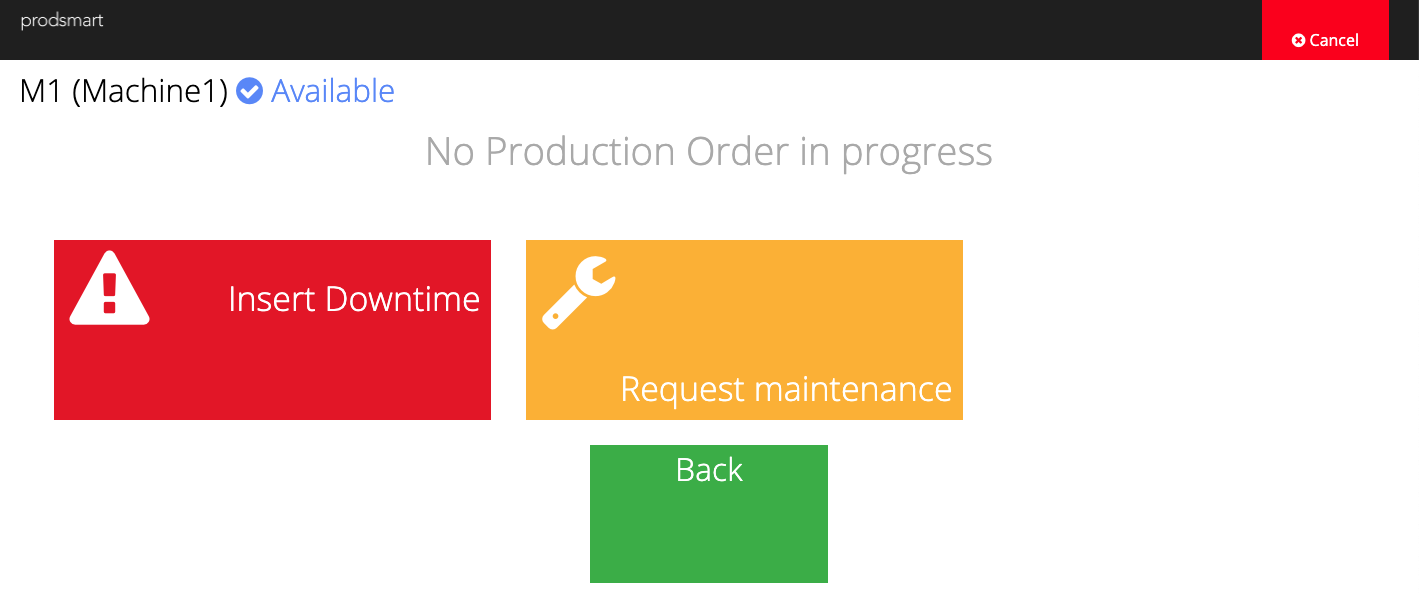 prodsmart
Cancel
M1 (Machine1) Available
No Production Order in progress
Insert Downtime
Request maintenance
Back